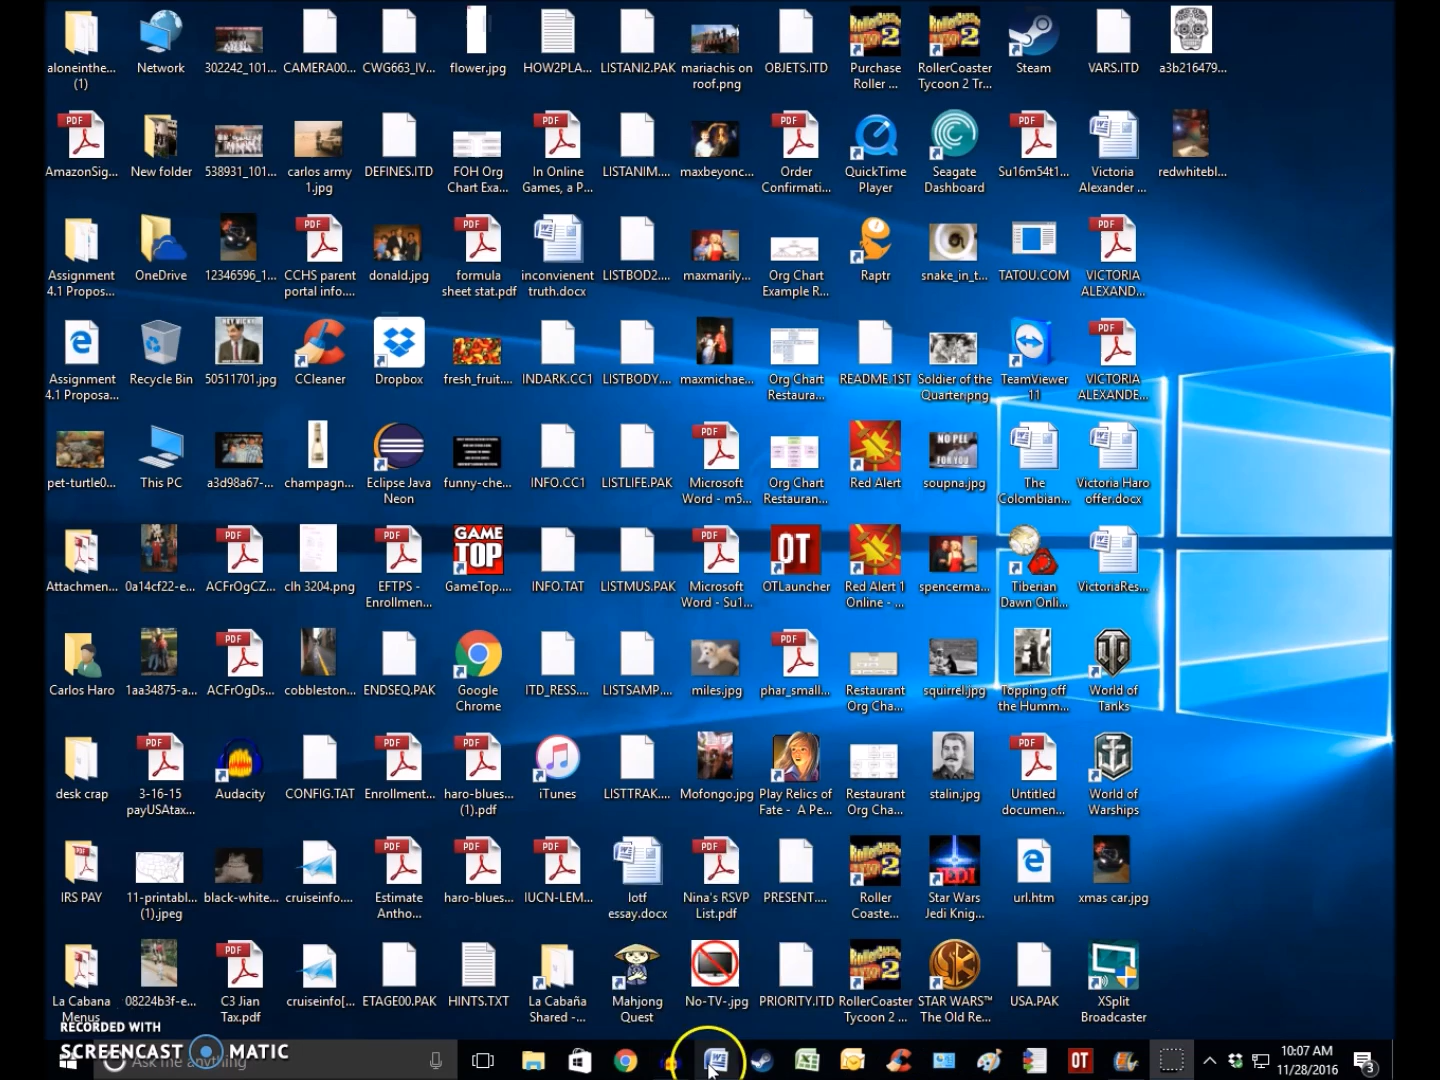 aloneinthe... (1)
Network
302242_101...
CAMERA00...
CWG663_IV...
flower.jpg
HOW2PLA...
LISTANI2.PAK
mariachis on roof.png
OBJETS.ITD
Purchase Roller ...
RollerCoaster Tycoon 2 Tr...
Steam
VARS.ITD
a3b216479...
AmazonSig...
New folder
538931_101...
carlos army 1.jpg
DEFINES.ITD
FOH Org Chart Exa...
In Online Games, a P...
LISTANIM....
maxbeyonc...
Order Confirmati...
QuickTime Player
Seagate Dashboard
Su16m54t1...
Victoria Alexander ...
redwhitebl...
Assignment 4.1 Propos...
OneDrive
12346596_1...
CCHS parent portal info....
donald.jpg
formula sheet stat.pdf
inconvienent truth.docx
LISTBOD2....
maxmarily...
Org Chart Example R...
Raptr
snake_in_t...
TATOU.COM
VICTORIA ALEXAND...
Assignment 4.1 Proposa...
Recycle Bin
50511701.jpg
CCleaner
Dropbox
fresh_fruit....
INDARK.CC1
LISTBODY....
maxmichae...
Org Chart Restaura...
README.1ST
Soldier of the Quarter.png
TeamViewer 11
VICTORIA ALEXANDE...
pet-turtle0...
This PC
a3d98a67-...
champagn...
Eclipse Java Neon
funny-che...
INFO.CC1
LISTLIFE.PAK
Microsoft Word - m5...
Org Chart Restauran...
Red Alert
NO PEE
FOR YOU
soupna.jpg
The Colombian...
Victoria Haro offer.docx
Attachmen...
0a14cf22-e...
ACFrOgCZ...
clh 3204.png
EFTPS - Enrollmen...
GAME
TOP
GameTop....
INFO.TAT
LISTMUS.PAK
Microsoft Word - Su1...
OT
OTLauncher
Red Alert 1 Online - ...
spencerma...
Tiberian Dawn Onli...
VictoriaRes...
Carlos Haro
1aa34875-a...
ACFrOgDs...
cobbleston...
ENDSEQ.PAK
Google Chrome
ITD_RESS....
LISTSAMP....
miles.jpg
phar_small...
Restaurant Org Cha...
squirrel.jpg
Topping off the Humm...
World of Tanks
desk crap
3-16-15 payUSAtax...
Audacity
CONFIG.TAT
Enrollment...
haro-blues... (1).pdf
iTunes
LISTTRAK....
Mofongo.jpg
Play Relics of Fate - A Pe...
Restaurant Org Cha...
stalin.jpg
Untitled documen...
World of Warships
IRS PAY
11-printabl... (1).jpeg
black-white...
cruiseinfo....
Estimate Antho...
haro-blues...
IUCN-LEM...
lotf essay.docx
Nina's RSVP List.pdf
PRESENT....
Roller Coaste...
Star Wars Jedi Knig...
url.htm
xmas car.jpg
La Cabana Menus
08224b3f-e...
C3 Jian Tax.pdf
cruiseinfo[...
ETAGE00.PAK
HINTS.TXT
La Cabaña Shared -...
Mahjong Quest
No-TV-.jpg
PRIORITY.ITD
RollerCoaster Tycoon 2 ...
STAR WARS™ The Old Re...
USA.PAK
XSplit Broadcaster
RECORDED WITH
SCREENCAST MATIC
Ask me anything
OT
10:07 AM
11/28/2016
3